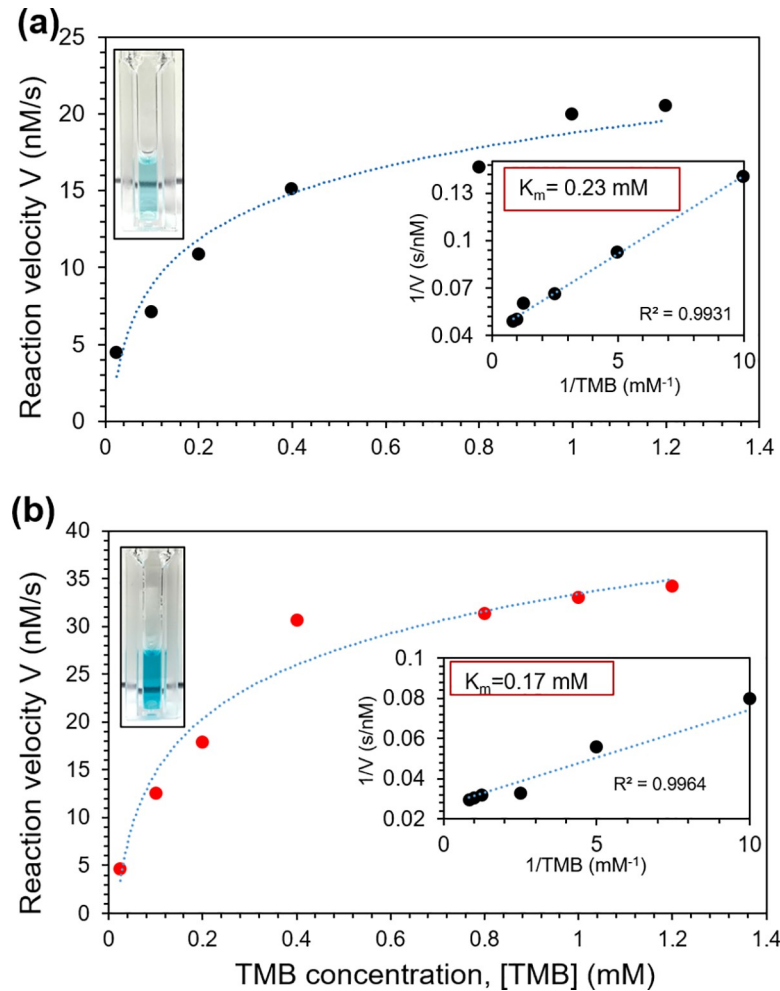 (a)
Reaction velocity V (nM/s)
25
20
15
10
5
0
0 0.2 0.4 0.6 0.8 1 1.2 1.4
1/V (s/nM)
0.13
0.1
0.07
0.04
Km= 0.23 mM
R² = 0.9931
0 5 10
1/TMB (mM-1)
(b)
Reaction velocity V (nM/s)
40
35
30
25
20
15
10
5
0
0 0.2 0.4 0.6 0.8 1 1.2 1.4
1/V (s/nM)
0.1
0.08
0.06
0.04
0.02
Km=0.17 mM
R² = 0.9964
0 5 10
1/TMB (mM-1)
TMB concentration, [TMB] (mM)